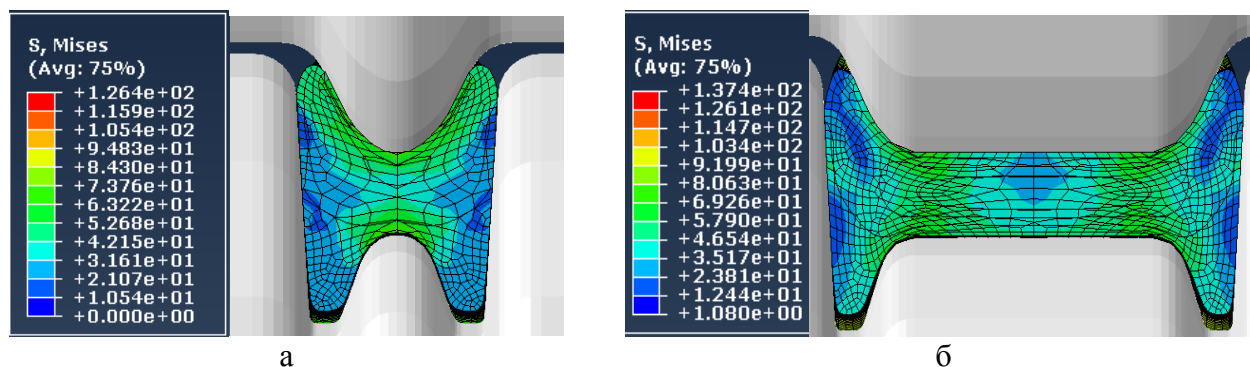 S, Mises
(Avg: 75%)
+1.264e+02
+1.159e+02
+1.054e+02
+9.483e+01
+8.430e+01
+7.376e+01
+6.322e+01
+5.268e+01
+4.215e+01
+3.161e+01
+2.107e+01
+1.054e+01
+0.000e+00
а
S, Mises
(Avg: 75%)
+1.374e+02
+1.261e+02
+1.147e+02
+1.034e+02
+9.199e+01
+8.063e+01
+6.926e+01
+5.790e+01
+4.654e+01
+3.517e+01
+2.381e+01
+1.244e+01
+1.080e+00
б